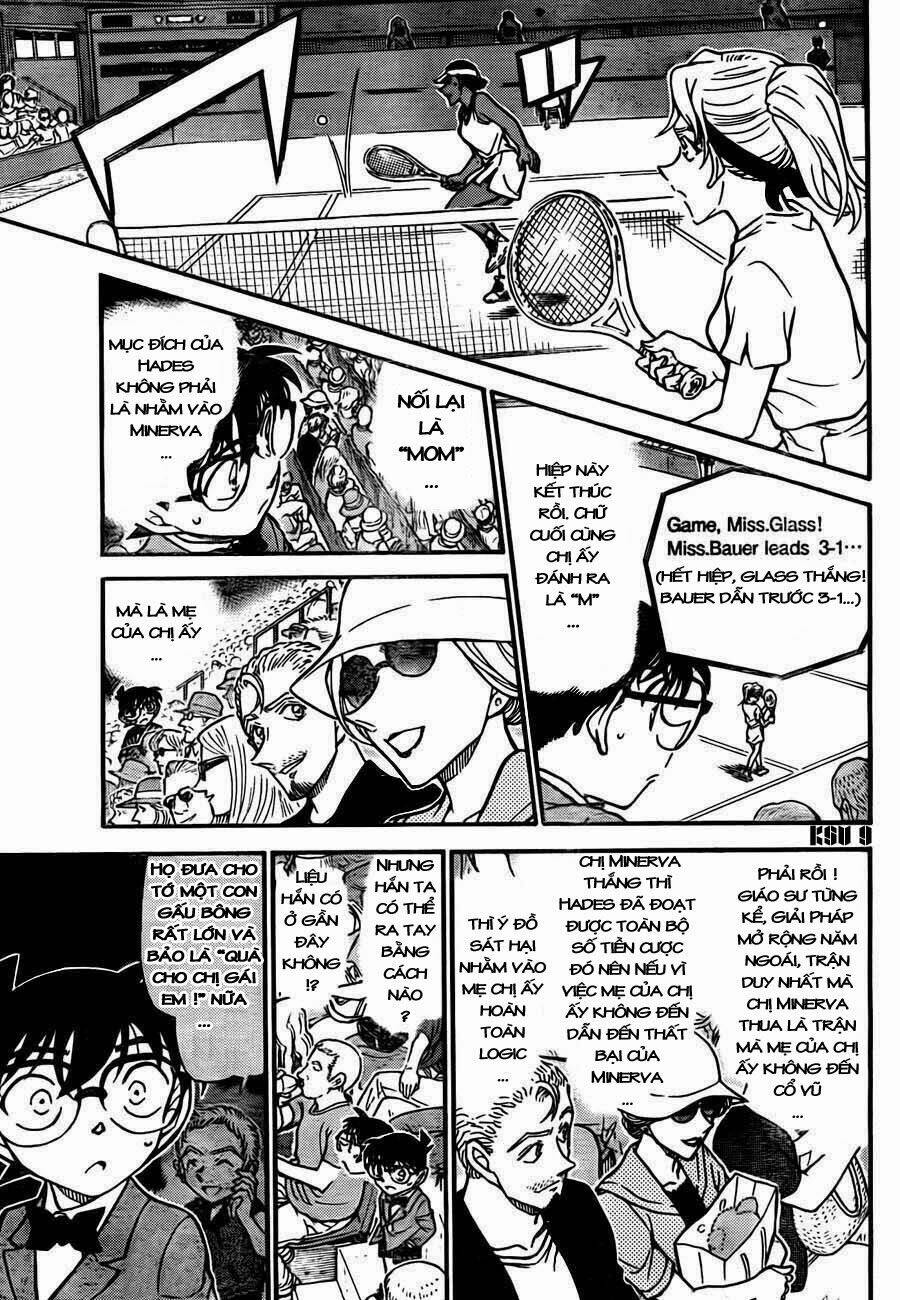 Game, Miss.Glass!
Miss.Bauer leads 3-1...
(HẾT HIỆP, GLASS THẮNG!
BAUER DẪN TRƯỚC 3-1...)
HIỆP NÀY
KẾT THÚC
RỒI. CHỮ
CUỐI CÙNG
CHỊ ẤY
ĐÁNH RA
LÀ “M”
...
NỐI LẠI
LÀ
“MOM”
...
MỤC ĐÍCH CỦA
HADES
KHÔNG PHẢI
LÀ NHẰM VÀO
MINERVA
...
MÀ LÀ MẸ
CỦA CHỊ ẤY
...
KSU 9
PHẢI RỒI !
GIÁO SƯ TỪNG
KỂ, GIẢI PHÁP
MỞ RỘNG NĂM
NGOÁI, TRẬN
DUY NHẤT MÀ
CHỊ MINERVA
THUA LÀ TRẬN
MÀ MẸ CỦA CHỊ
ẤY KHÔNG ĐẾN
CỔ VŨ
...
CHỊ MINERVA
THẮNG THÌ
HADES ĐÃ ĐOẠT
ĐƯỢC TOÀN BỘ
SỐ TIỀN CƯỢC
ĐÓ NÊN NẾU VÌ
VIỆC MẸ CỦA CHỊ
ẤY KHÔNG ĐẾN
DẪN ĐẾN THẤT
BẠI CỦA
MINERVA
...
THÌ Ý ĐỒ
SÁT HẠI
NHẰM VÀO
MẸ CHỊ ẤY
HOÀN
TOÀN
LOGIC
...
NHƯNG
HẮN TA
CÓ THỂ
RA TAY
BẰNG
CÁCH
NÀO
?
LIỆU
HẮN CÓ
Ở GẦN
ĐÂY
KHÔNG
!?
HỌ ĐƯA CHO
TỚ MỘT CON
GẤU BÔNG
RẤT LỚN VÀ
BẢO LÀ “QUÀ
CHO CHỊ GÁI
EM !” NỮA
...